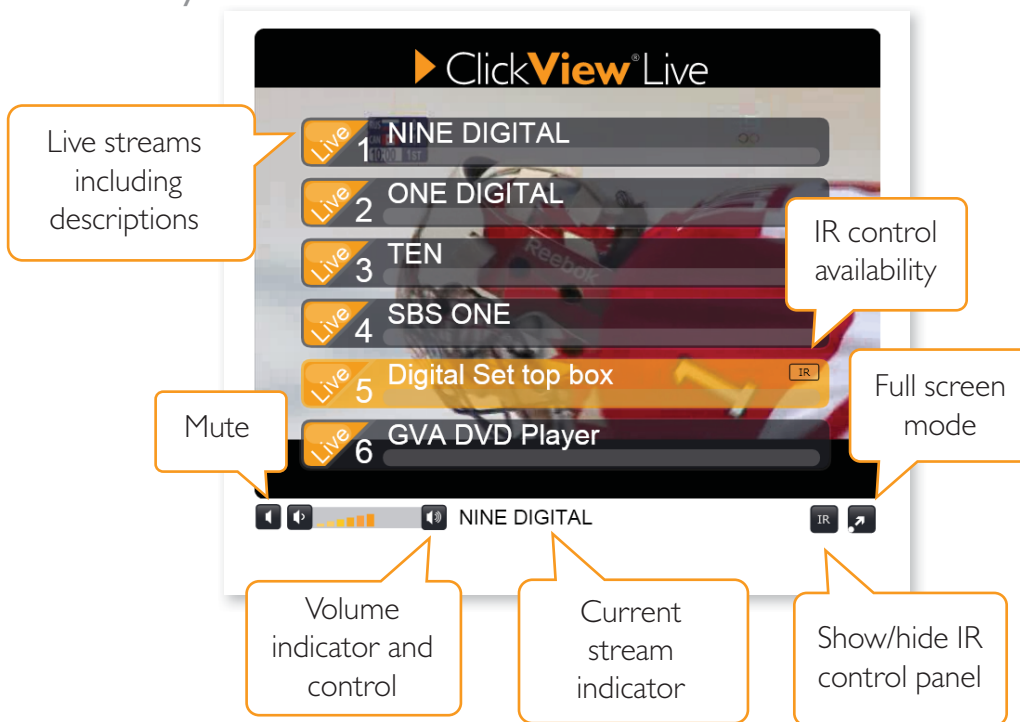 ClickView® Live
Live streams
including
descriptions
Live 1 NINE DIGITAL
Live 2 ONE DIGITAL
Live 3 TEN
Live 4 SBS ONE
Live 5 Digital Set top box IR
Live 6 GVA DVD Player
Reebok
1
IR control
availability
Full screen
mode
Mute
NINE DIGITAL
IR
Volume
indicator and
control
Current
stream
indicator
Show/hide IR
control panel